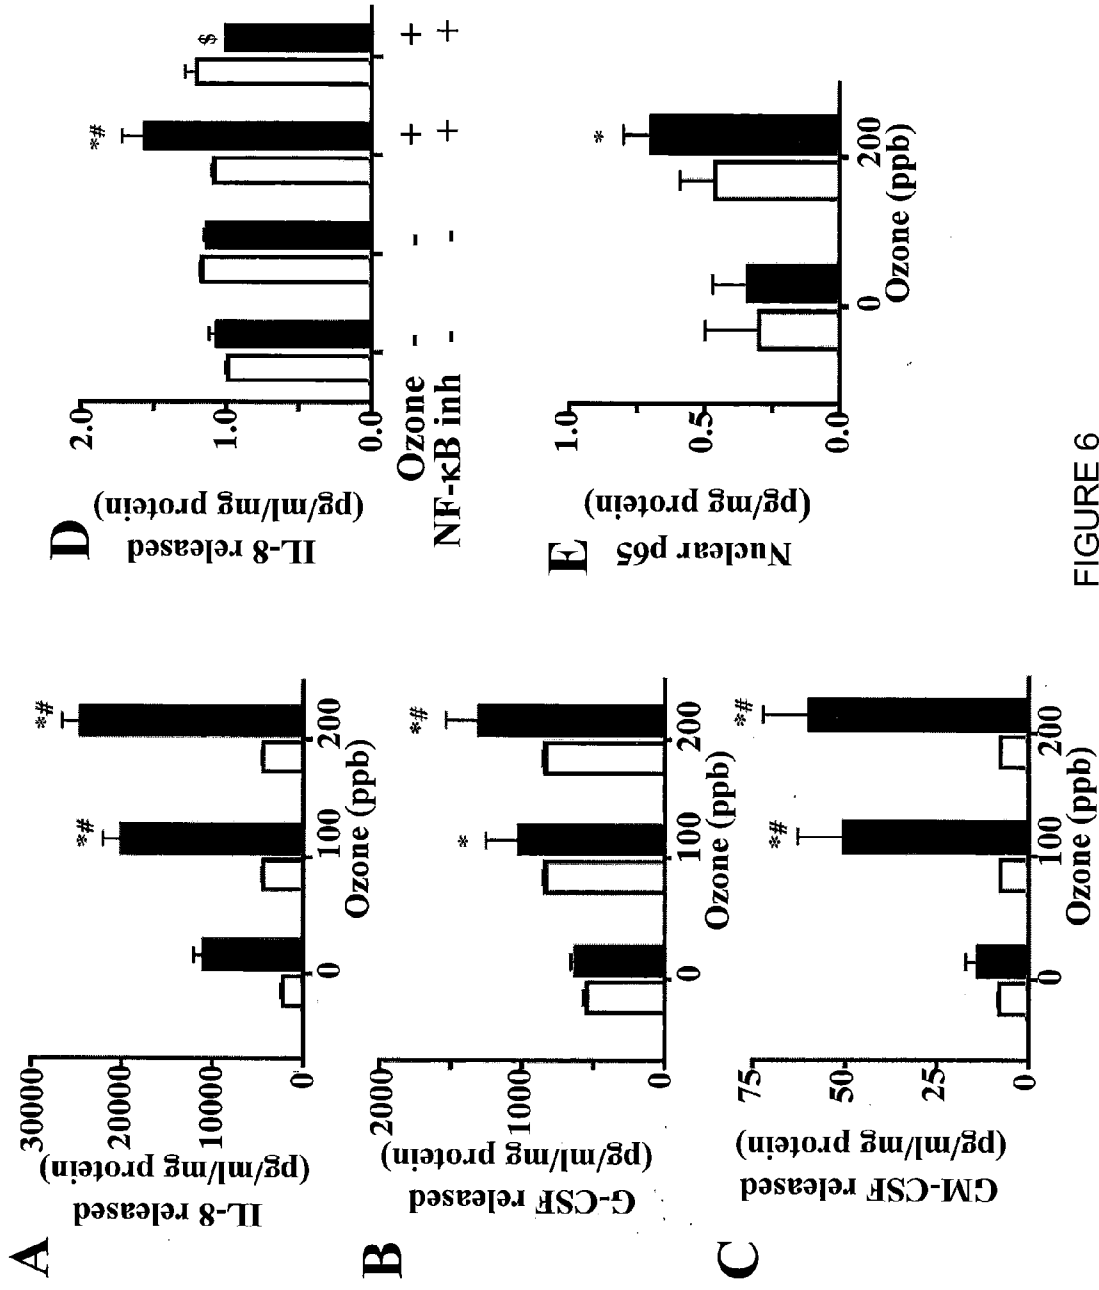 A
IL-8 released
(pg/ml/mg protein)
30000
20000
10000
0
*#
*#
0
100
200
Ozone (ppb)
B
G-CSF released
(pg/ml/mg protein)
2000
1000
0
*
*#
0
100
200
Ozone (ppb)
C
GM-CSF released
(pg/ml/mg protein)
75
50
25
0
*#
*#
0
100
200
Ozone (ppb)
D
IL-8 released
(pg/ml/mg protein)
2.0
1.0
0.0
*#
$
Ozone - - + +
NF-κB inh - - + +
E
Nuclear p65
(pg/mg protein)
1.0
0.5
0.0
*
0
200
Ozone (ppb)
FIGURE 6